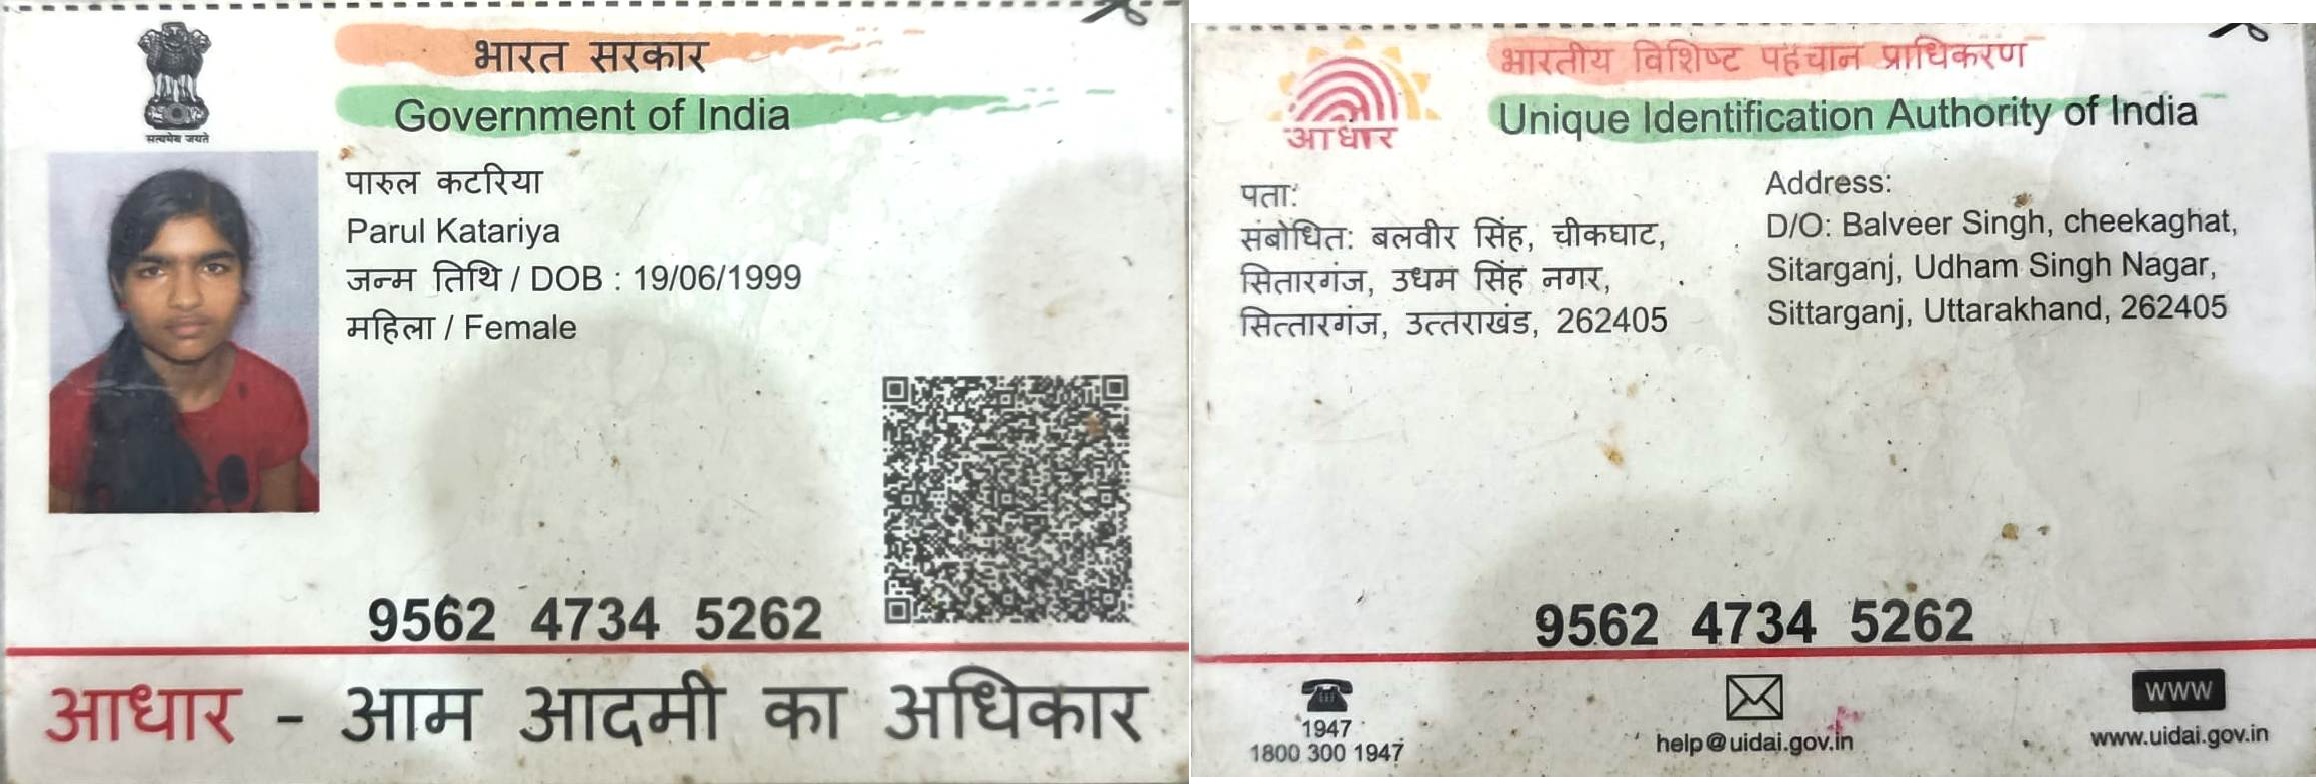 भारत सरकार
Government of India
सत्यमेव जयते
पारुल कटरिया
Parul Katariya
जन्म तिथि / DOB : 19/06/1999
महिला / Female
9562 4734 5262
आधार - आम आदमी का अधिकार
भारतीय विशिष्ट पहचान प्राधिकरण
Unique Identification Authority of India
आधार
पता:
संबोधित: बलवीर सिंह, चीकघाट,
सितारगंज, उधम सिंह नगर,
सित्तारगंज, उत्तराखंड, 262405
Address:
D/O: Balveer Singh, cheekaghat,
Sitarganj, Udham Singh Nagar,
Sittarganj, Uttarakhand, 262405
9562 4734 5262
1947
1800 300 1947
help@uidai.gov.in
www
www.uidai.gov.in